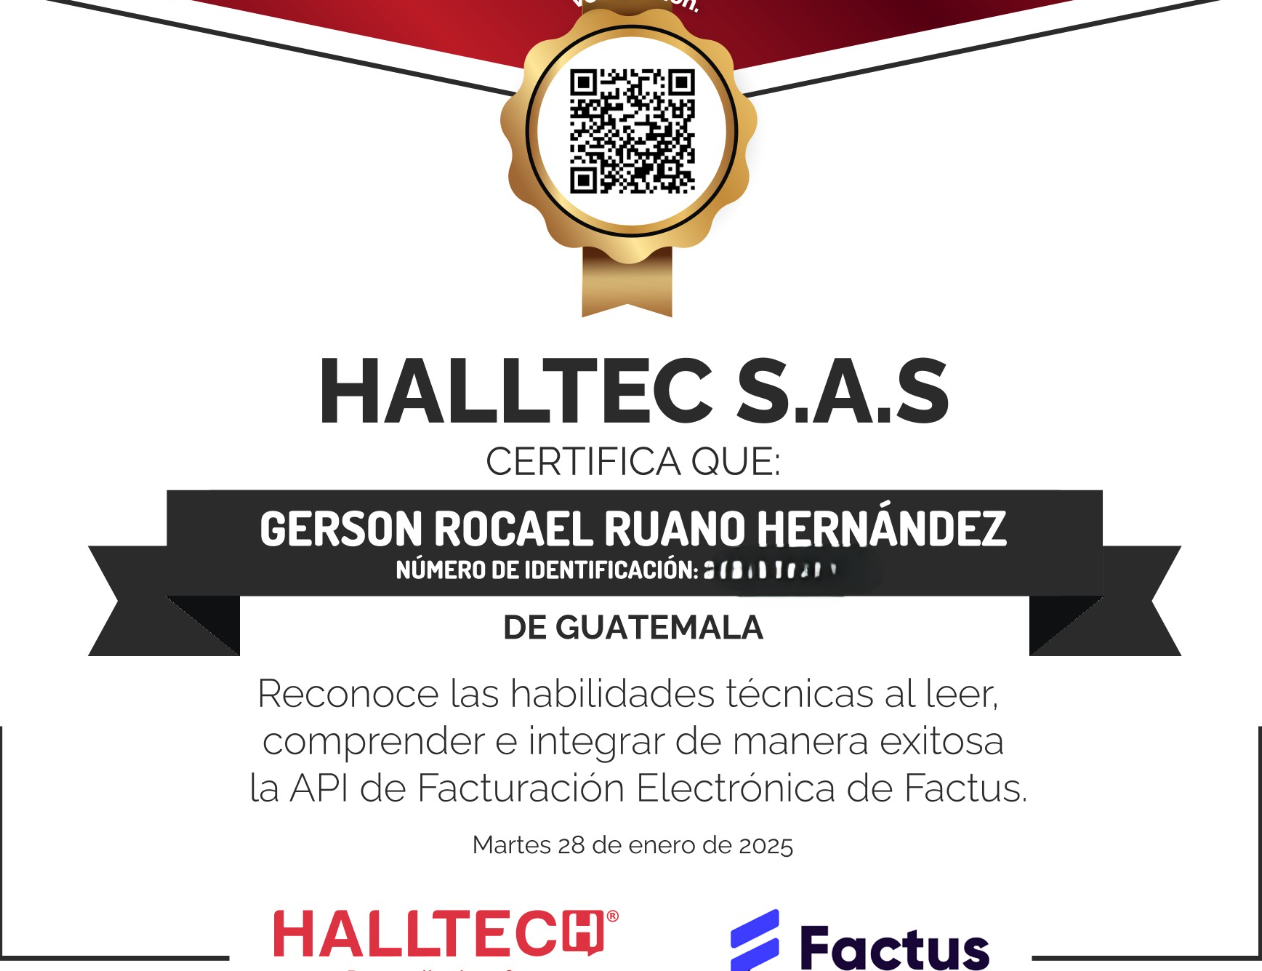 HALLTEC S.A.S
CERTIFICA QUE:
GERSON ROCAEL RUANO HERNÁNDEZ
NÚMERO DE IDENTIFICACIÓN:
DE GUATEMALA
Reconoce las habilidades técnicas al leer,
comprender e integrar de manera exitosa
la API de Facturación Electrónica de Factus.
Martes 28 de enero de 2025
HALLTEC H®
Factus